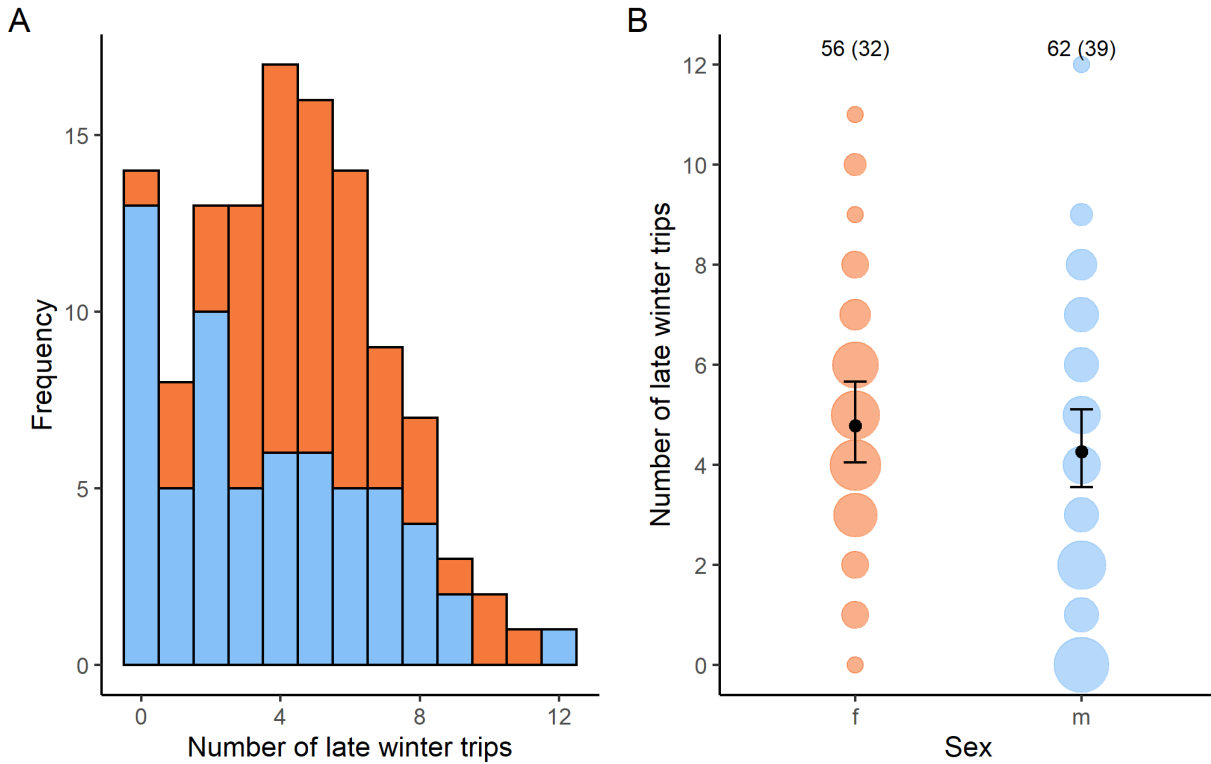 A
Frequency
15
10
5
0
0 4 8 12
Number of late winter trips
B
56 (32) 62 (39)
Number of late winter trips
12
10
8
6
4
2
0
f m
Sex